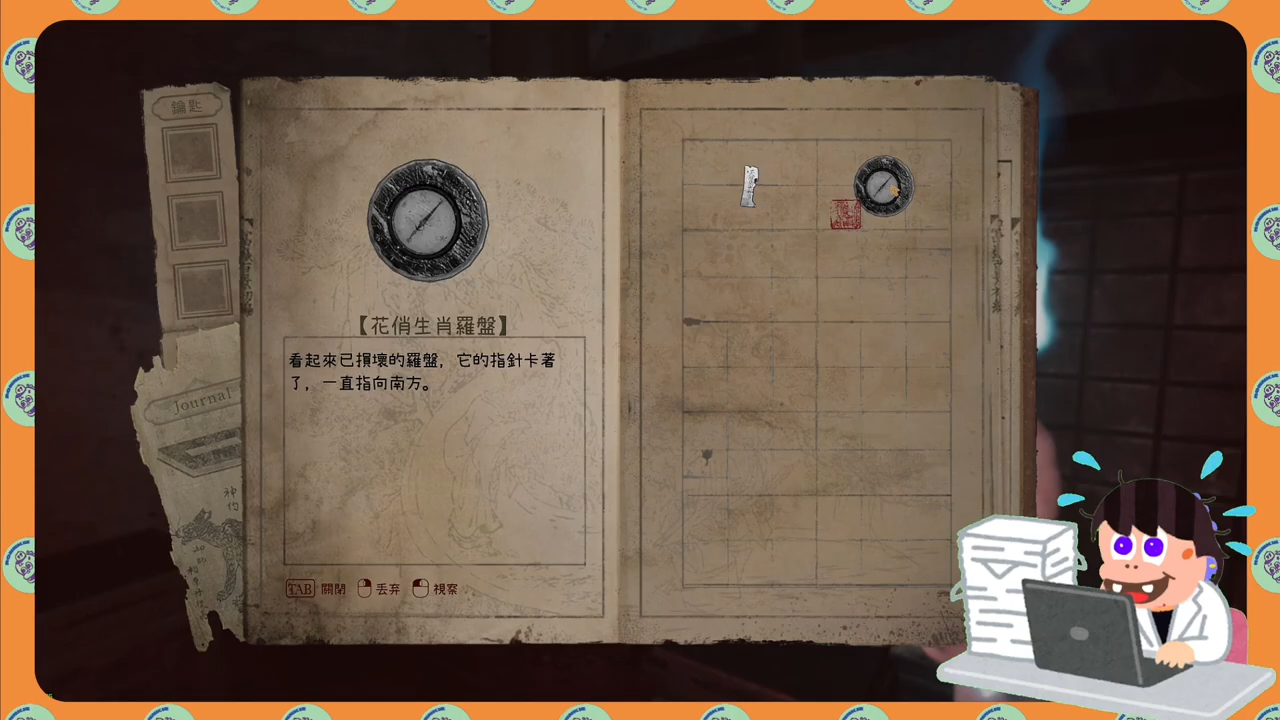 鑰匙
【花俏生肖羅盤】
看起來已損壞的羅盤，它的指針卡著
了，一直指向南方。
Journal
TAB 關閉 丟弃 視察